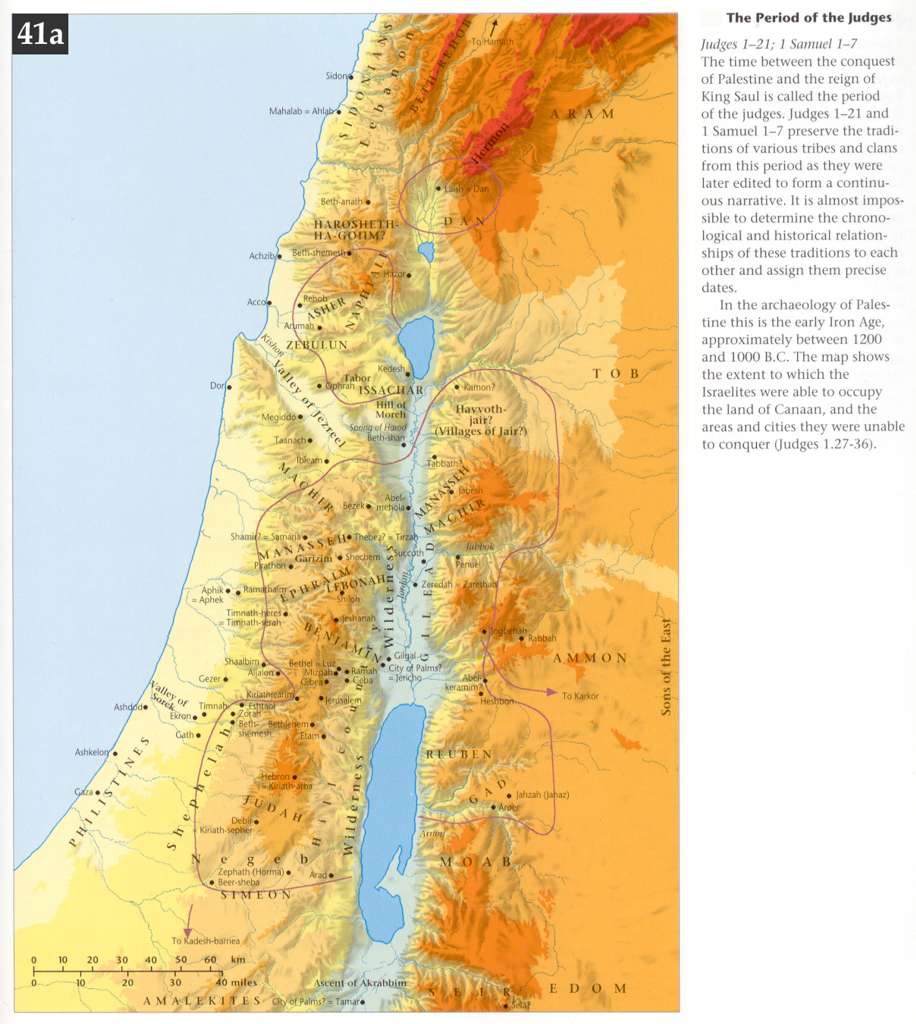 41a
The Period of the Judges
Judges 1–21; 1 Samuel 1–7
The time between the conquest
of Palestine and the reign of
King Saul is called the period
of the judges. Judges 1–21 and
1 Samuel 1–7 preserve the tradi-
tions of various tribes and clans
from this period as they were
later edited to form a continu-
ous narrative. It is almost impos-
sible to determine the chrono-
logical and historical relation-
ships of these traditions to each
other and assign them precise
dates.
In the archaeology of Pales-
tine this is the early Iron Age,
approximately between 1200
and 1000 B.C. The map shows
the extent to which the
Israelites were able to occupy
the land of Canaan, and the
areas and cities they were unable
to conquer (Judges 1.27-36).
To Hamath
BETH-REHOB
SIDONIANS
Lebanon
Sidon
Mahalab = Ahlab
ARAM
Hermon
Laish = Dan
DAN
Beth-anath
HAROSHETH-
HA-GOIIM?
Beth-shemesh
Achzib
Hazor
NAPHTALI
Acco
Rehob
ASHER
Arumah
ZEBULUN
Kishon
Kedesh
Tabor
ISSACHAR
Ophrah
Dor
Valley of Jezreel
Hill of
Moreh
Kamon?
TOB
Havvoth-
jair?
(Villages of Jair?)
Megiddo
Spring of Harod
Beth-shan
Taanach
Ibleam
Tabbath?
MACHIR
Jabesh
MANASSEH
MACHIR
Abel-
mehola
Bezek
Shamir? = Samaria
Thebez? = Tirzah
MANASSEH
Garizim
Shechem
Pirathon
Succoth
Jabbok
Penuel
EPHRAIM
LEBONAH
Wilderness
Jordan
GILEAD
Zeredah = Zarethan
Aphik
= Aphek
Ramathaim
Shiloh
Timnath-heres
= Timnath-serah
Jeshanah
BENJAMIN
Jogbehah
Rabbah
AMMON
Sons of the East
Gilgal
City of Palms?
= Jericho
Shaalbim
Aijalon
Bethel = Luz
Mizpah
Ramah
Gibea
Geba
Gezer
Abel-
keramim?
To Karkor
Heshbon
Kiriathjearim
Jerusalem
Valley of
Sorek
Timnah
Eshtaol
Zorah
Ashdod
Ekron
Beth-
shemesh
Bethlehem
Gath
Etam
Ashkelon
PHILISTINES
Shephelah
Hill country
REUBEN
Gaza
Hebron
= Kiriath-arba
GAD
Jahzah (Jahaz)
Aroer
JUDAH
Wilderness
Debir
= Kiriath-sepher
Arnon
Negeb
MOAB
Zephath (Horma)
Arad
Beer-sheba
SIMEON
To Kadesh-barnea
0 10 20 30 40 50 60 km
0 10 20 30 40 miles
Ascent of Akrabbim
SEIR
EDOM
AMALEKITES
City of Palms? = Tamar
Sela?